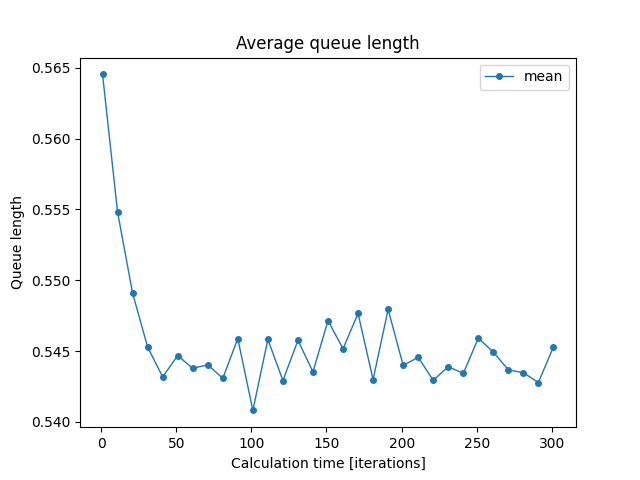 Average queue length
mean
Queue length
0.565
0.560
0.555
0.550
0.545
0.540
0 50 100 150 200 250 300
Calculation time [iterations]